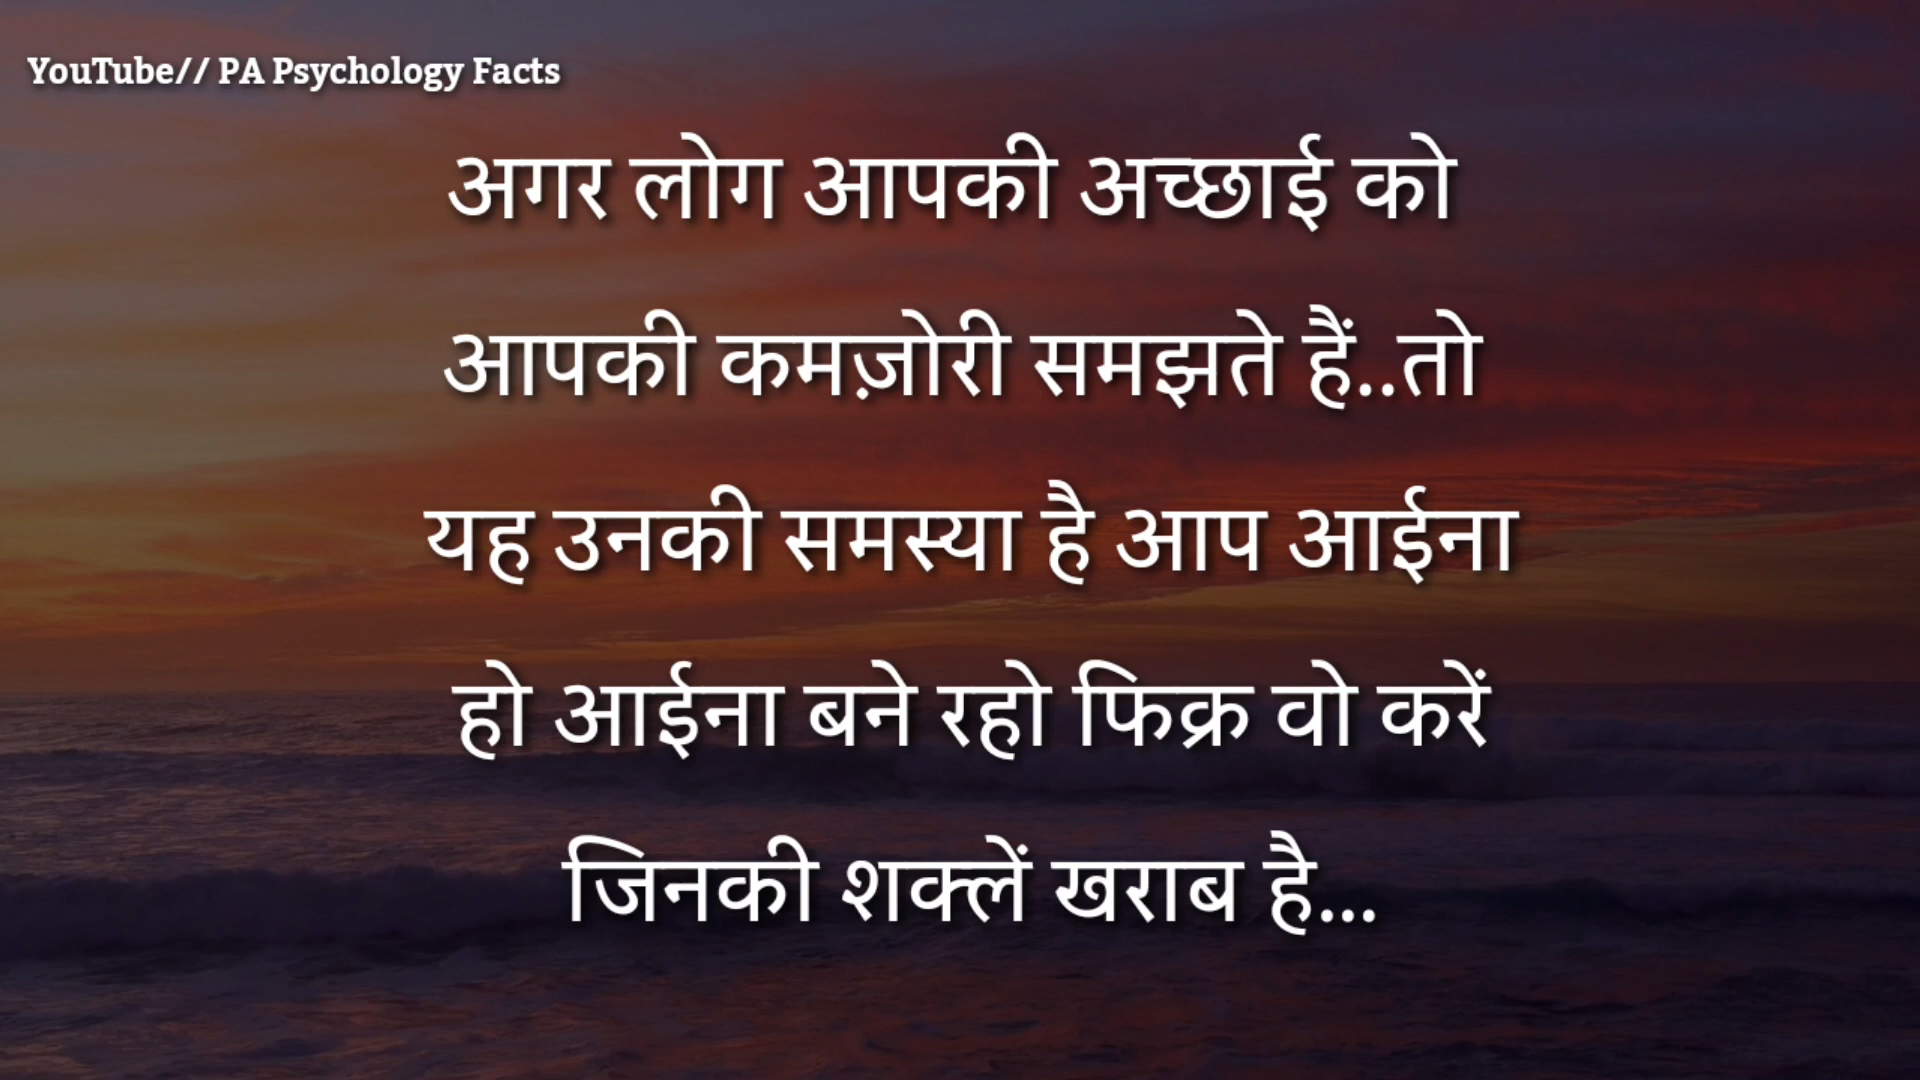 YouTube// PA Psychology Facts
अगर लोग आपकी अच्छाई को
आपकी कमज़ोरी समझते हैं..तो
यह उनकी समस्या है आप आईना
हो आईना बने रहो फिक्र वो करें
जिनकी शक्लें खराब है...